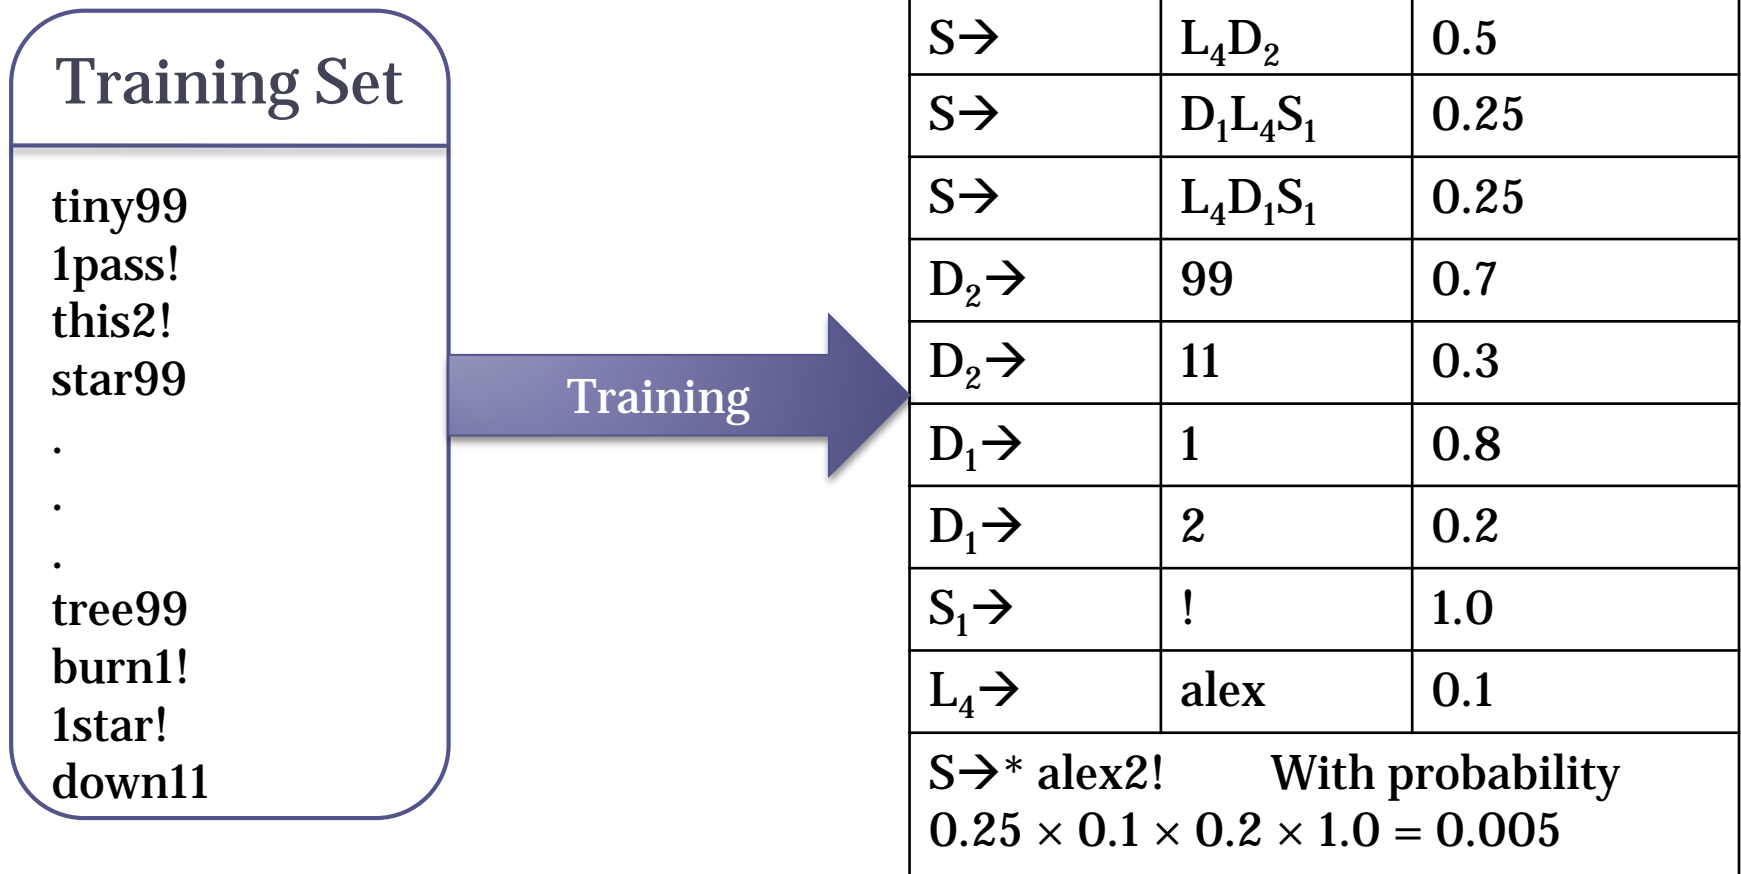 Training Set
tiny99
1pass!
this2!
star99
.
.
.
tree99
burn1!
1star!
down11
Training
S→ L₄D₂ 0.5
S→ D₁L₄S₁ 0.25
S→ L₄D₁S₁ 0.25
D₂→ 99 0.7
D₂→ 11 0.3
D₁→ 1 0.8
D₁→ 2 0.2
S₁→ ! 1.0
L₄→ alex 0.1
S→* alex2! With probability
0.25 × 0.1 × 0.2 × 1.0 = 0.005